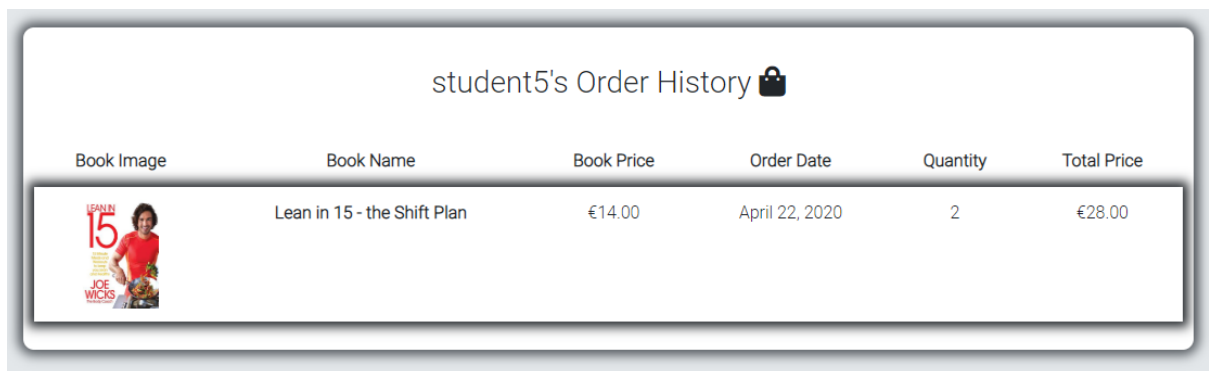 student5's Order History
Book Image Book Name Book Price Order Date Quantity Total Price
Lean in 15 - the Shift Plan €14.00 April 22, 2020 2 €28.00
LEAN IN
15
JOE
WICKS